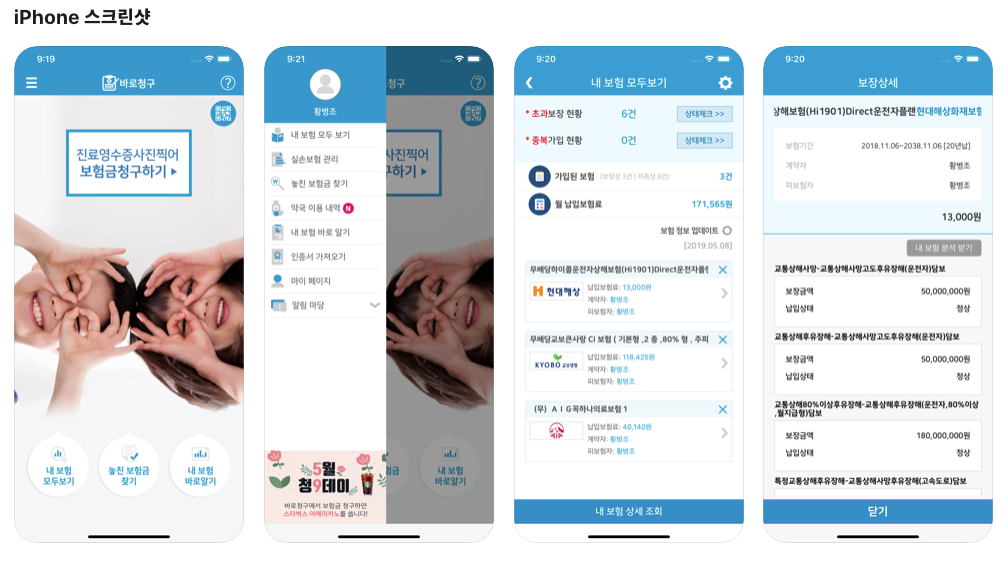 iPhone 스크린샷
9:19
바로청구
?
진료영수증사진찍어
보험금청구하기
내 보험
모두보기
놓친 보험금
찾기
내 보험
바로알기
9:21
청구
?
황병조
내 보험 모두 보기
실손보험 관리
놓친 보험금 찾기
약국 이용 내역 N
내 보험 바로 알기
인증서 가져오기
마이 페이지
알림 마당
사진찍어
구하기
5월
청9데이
바로청구에서 보험금 청구하면
스타벅스 아메리카노를 쏩니다!
험금
내 보험
바로알기
9:20
내 보험 모두보기
* 초과보장 현황 6건 상태체크 >>
* 중복가입 현황 0건 상태체크 >>
가입된 보험 (보장성 3건 | 저축성 0건) 3건
월 납입보험료 171,565원
보험 정보 업데이트
[2019.05.08]
무배당하이콜운전자상해보험(Hi1901)Direct운전자플랜
현대해상
납입보험료: 13,000원
계약자: 황병조
피보험자: 황병조
무배당교보큰사랑 CI 보험 ( 기본형 ,2 종 ,80% 형 , 주피
KYOBO 교보생명
납입보험료: 118,425원
계약자: 황병조
피보험자: 황병조
(무) ＡＩＧ꼭하나의료보험 1
납입보험료: 40,140원
계약자: 황병조
피보험자: 황병조
내 보험 상세 조회
9:20
보장상세
상해보험(Hi1901)Direct운전자플랜현대해상화재보험
보험기간 2018.11.06~2038.11.06 [20년납]
계약자 황병조
피보험자 황병조
13,000원
내 보험 분석 받기
교통상해사망-교통상해사망고도후유장해(운전자)담보
보장금액 50,000,000원
납입상태 정상
교통상해후유장해-교통상해사망고도후유장해(운전자)담보
보장금액 50,000,000원
납입상태 정상
교통상해80%이상후유장해-교통상해후유장해(운전자,80%이상
,월지급형)담보
보장금액 180,000,000원
납입상태 정상
특정교통상해후유장해-교통상해사망후유장해(고속도로)담보
닫기